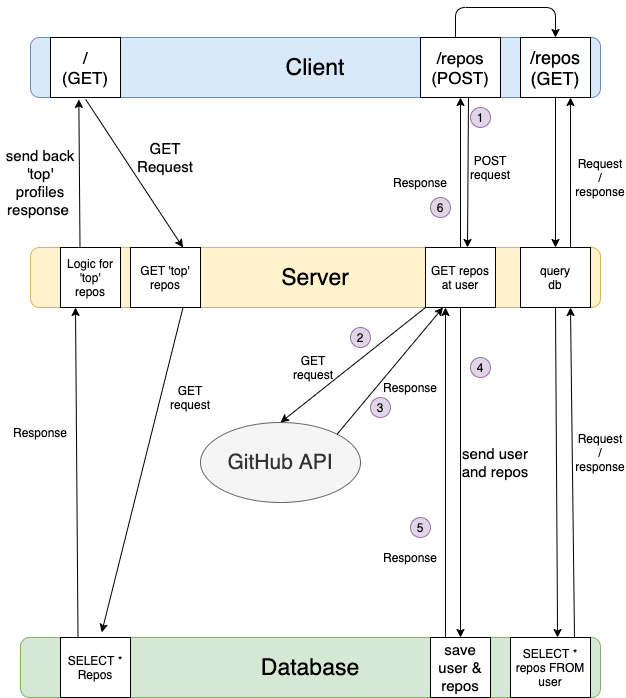 /
(GET)
Client
/repos
(POST)
/repos
(GET)
1
GET
Request
send back
'top'
profiles
response
POST
request
Request
/
response
Response
6
Logic for
'top'
repos
GET 'top'
repos
Server
GET repos
at user
query
db
2
GET
request
4
GET
request
Response
3
Response
GitHub API
send user
and repos
Request
/
response
5
Response
SELECT *
Repos
Database
save
user &
repos
SELECT *
repos FROM
user